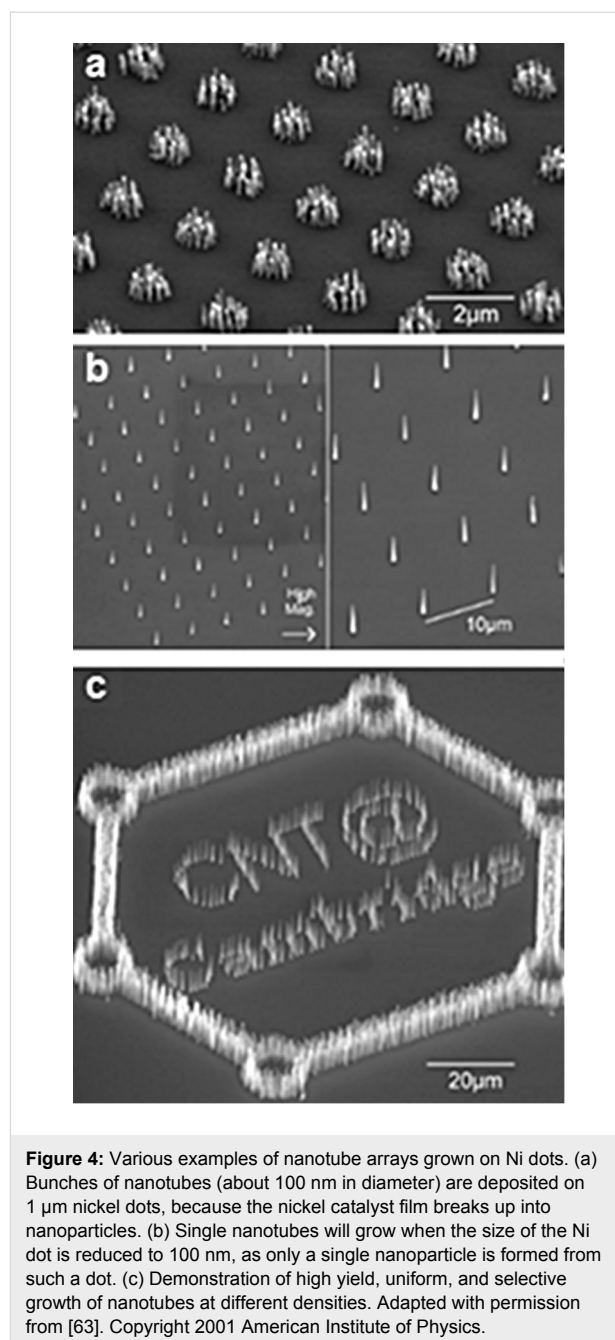 a
2µm
b
High
Mag.
10µm
c
CNT@
Cambridge
20µm
Figure 4: Various examples of nanotube arrays grown on Ni dots. (a)
Bunches of nanotubes (about 100 nm in diameter) are deposited on
1 µm nickel dots, because the nickel catalyst film breaks up into
nanoparticles. (b) Single nanotubes will grow when the size of the Ni
dot is reduced to 100 nm, as only a single nanoparticle is formed from
such a dot. (c) Demonstration of high yield, uniform, and selective
growth of nanotubes at different densities. Adapted with permission
from [63]. Copyright 2001 American Institute of Physics.